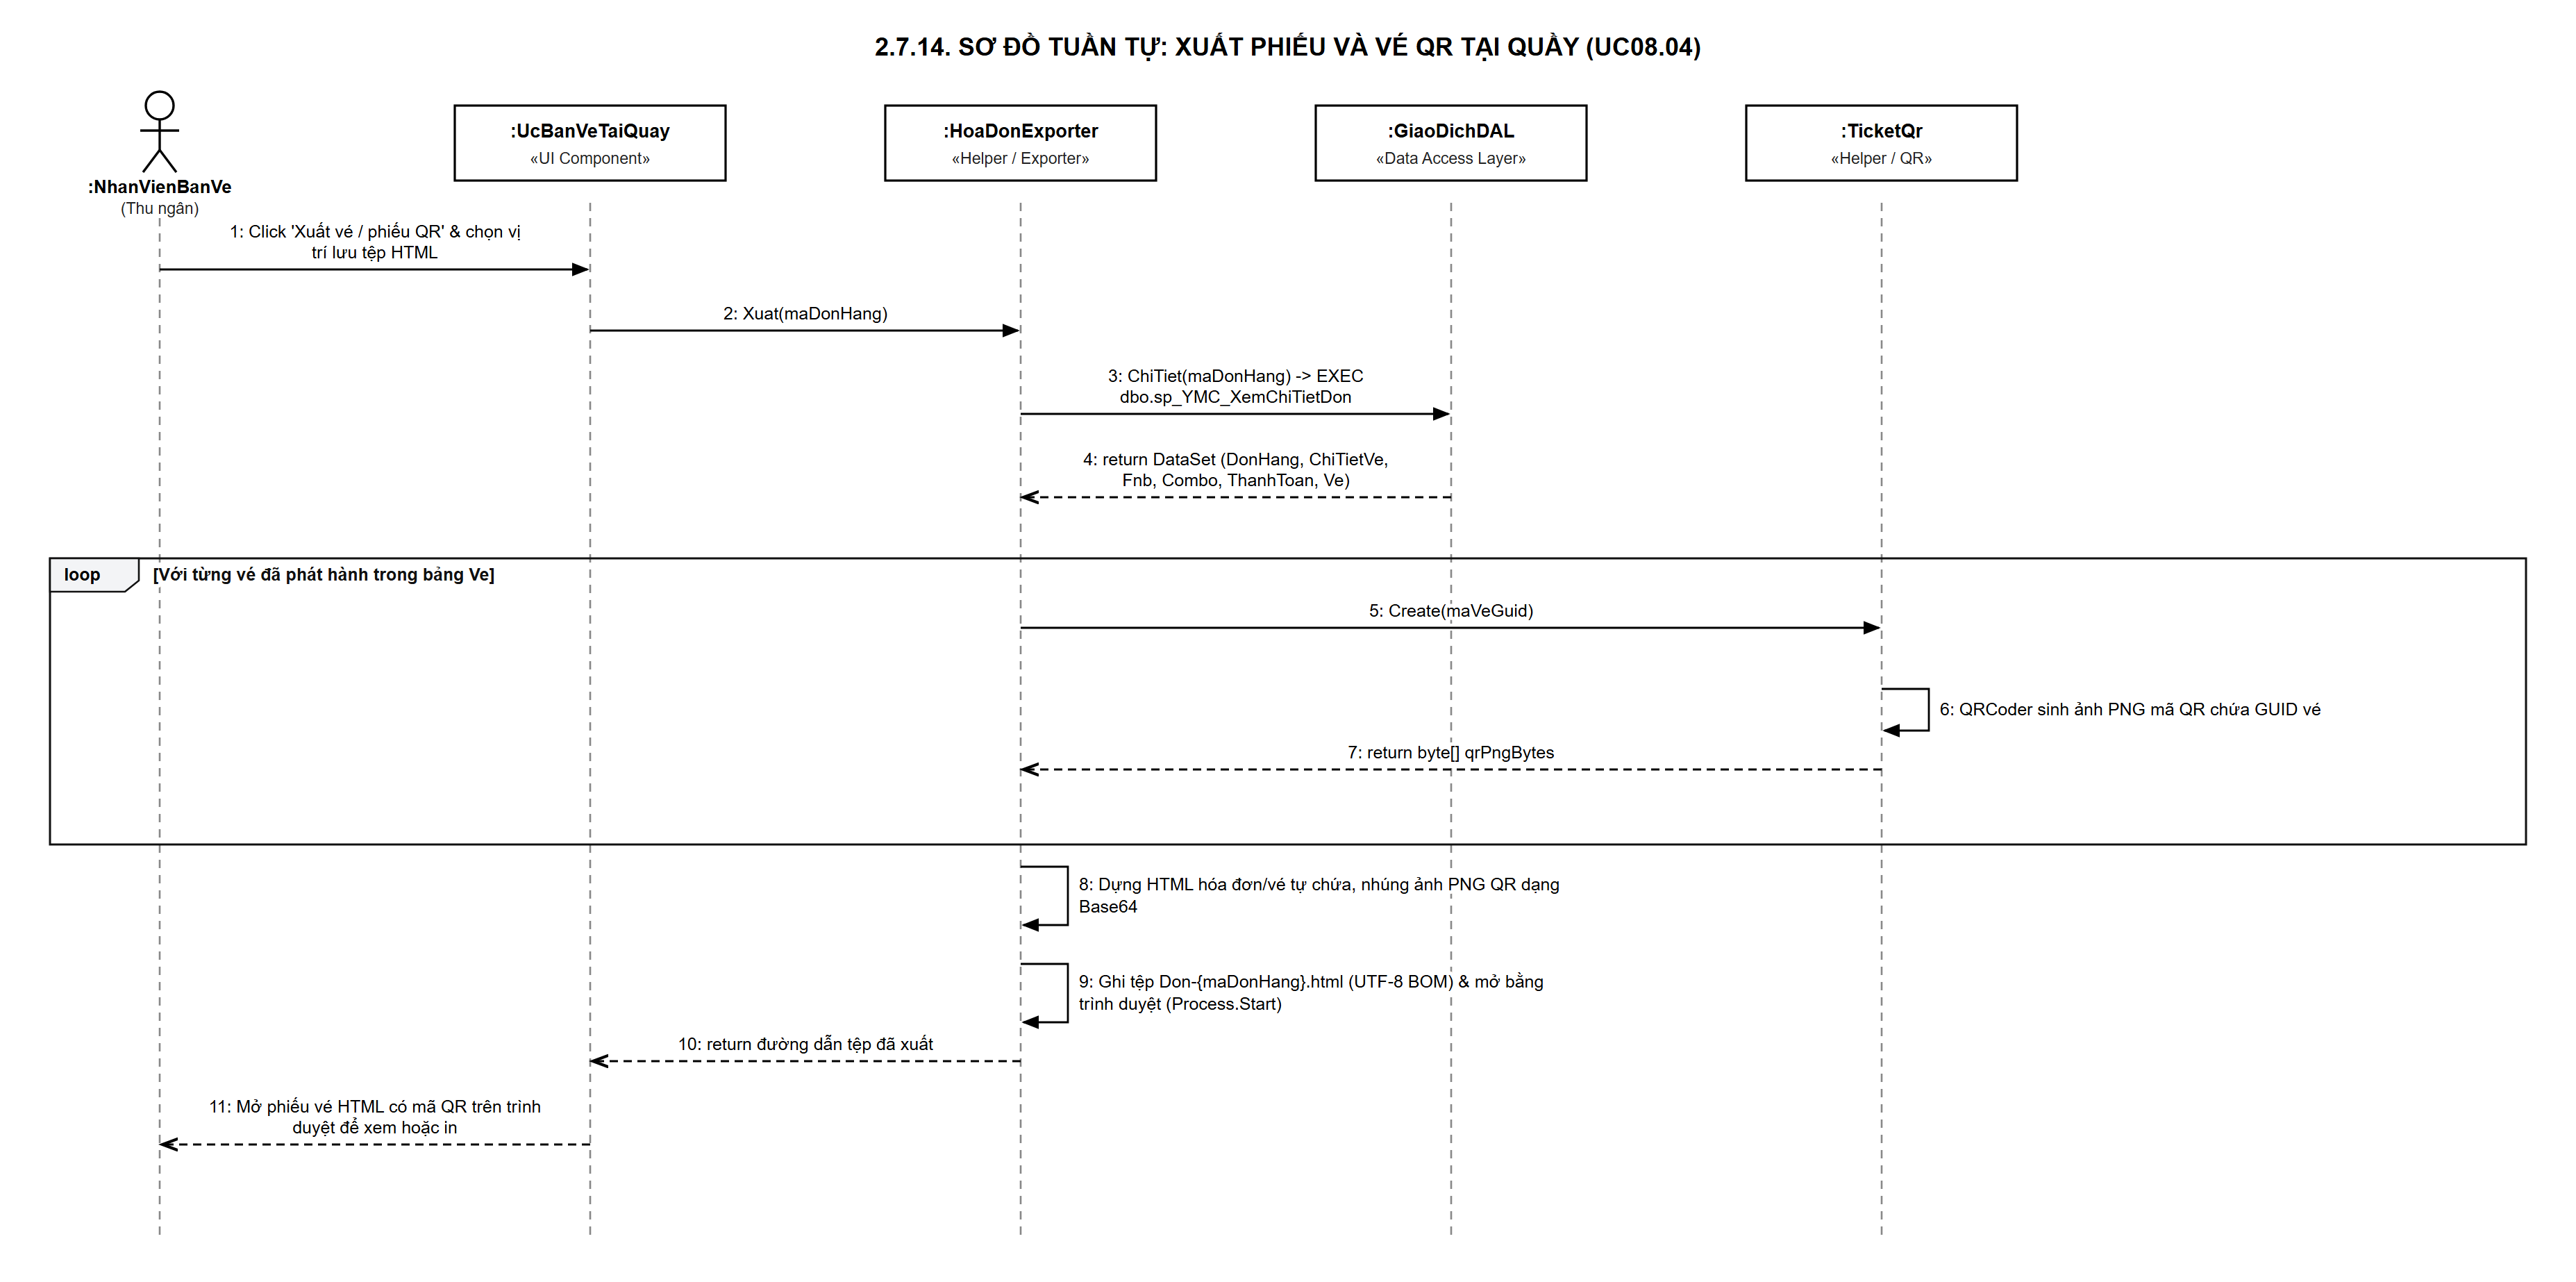 2.7.14. SƠ ĐỒ TUẦN TỰ: XUẤT PHIẾU VÀ VÉ QR TẠI QUẦY (UC08.04)
:NhanVienBanVe
(Thu ngân)
:UcBanVeTaiQuay
«UI Component»
:HoaDonExporter
«Helper / Exporter»
:GiaoDichDAL
«Data Access Layer»
:TicketQr
«Helper / QR»
1: Click 'Xuất vé / phiếu QR' & chọn vị
trí lưu tệp HTML
2: Xuat(maDonHang)
3: ChiTiet(maDonHang) -> EXEC
dbo.sp_YMC_XemChiTietDon
4: return DataSet (DonHang, ChiTietVe,
Fnb, Combo, ThanhToan, Ve)
loop
[Với từng vé đã phát hành trong bảng Ve]
5: Create(maVeGuid)
6: QRCoder sinh ảnh PNG mã QR chứa GUID vé
7: return byte[] qrPngBytes
8: Dựng HTML hóa đơn/vé tự chứa, nhúng ảnh PNG QR dạng
Base64
9: Ghi tệp Don-{maDonHang}.html (UTF-8 BOM) & mở bằng
trình duyệt (Process.Start)
10: return đường dẫn tệp đã xuất
11: Mở phiếu vé HTML có mã QR trên trình
duyệt để xem hoặc in